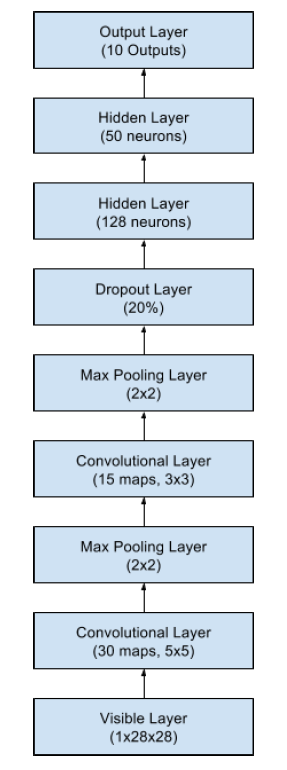 Output Layer
(10 Outputs)
Hidden Layer
(50 neurons)
Hidden Layer
(128 neurons)
Dropout Layer
(20%)
Max Pooling Layer
(2x2)
Convolutional Layer
(15 maps, 3x3)
Max Pooling Layer
(2x2)
Convolutional Layer
(30 maps, 5x5)
Visible Layer
(1x28x28)